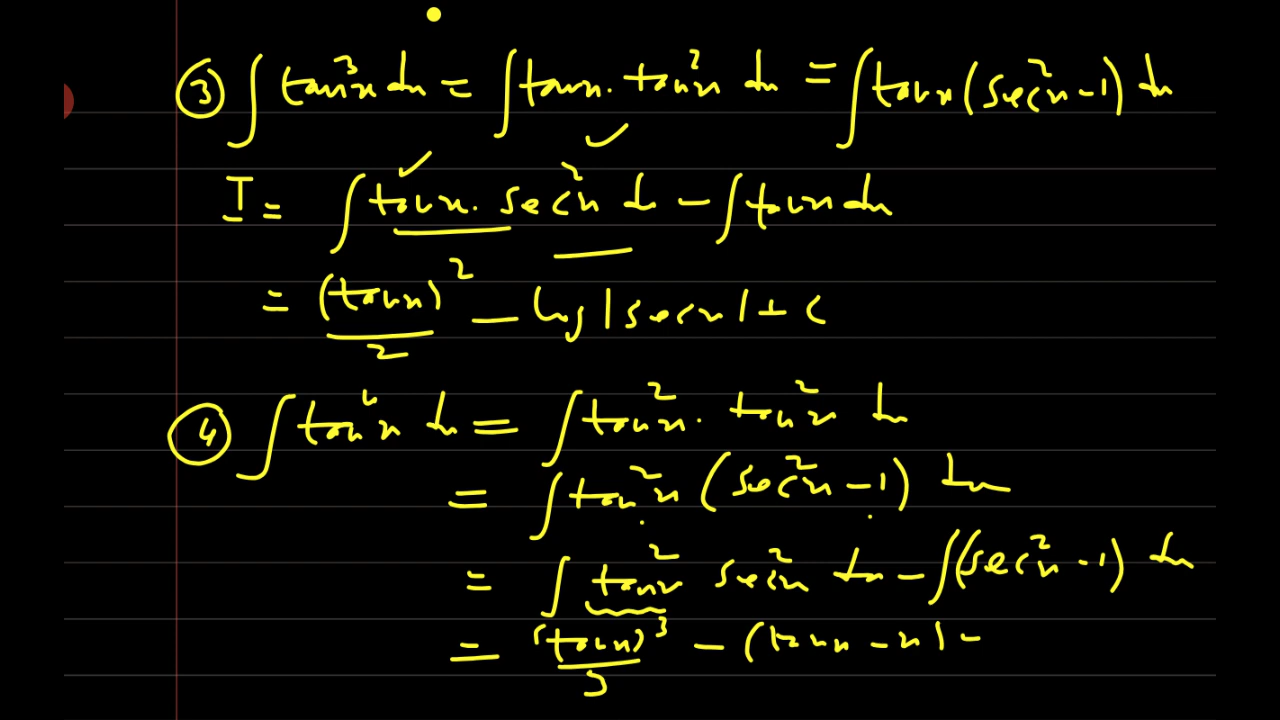 ③ ∫ tan³x dx = ∫ tanx. tan²x dx = ∫ tanx (sec²x -1) dx
I = ∫ tanx. sec²x dx - ∫ tanx dx
= (tanx)²/2 - log |secx| + c
④ ∫ tan⁴x dx = ∫ tan²x. tan²x dx
= ∫ tan²x (sec²x -1) dx
= ∫ tan²x sec²x dx - ∫ (sec²x -1) dx
= (tanx)³/3 - (tanx - x) -